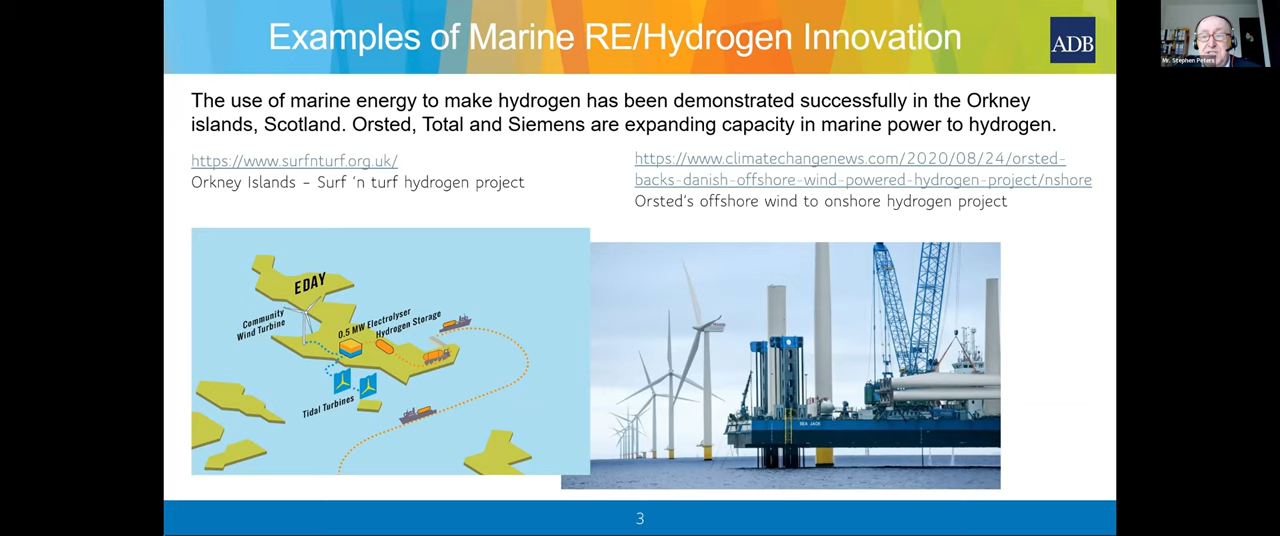 Examples of Marine RE/Hydrogen Innovation
ADB
Mr. Stephen Peters
The use of marine energy to make hydrogen has been demonstrated successfully in the Orkney
islands, Scotland. Orsted, Total and Siemens are expanding capacity in marine power to hydrogen.
https://www.surfnturf.org.uk/
Orkney Islands – Surf ‘n turf hydrogen project
https://www.climatechangenews.com/2020/08/24/orsted-
backs-danish-offshore-wind-powered-hydrogen-project/nshore
Orsted’s offshore wind to onshore hydrogen project
EDAY
Community
Wind Turbine
0.5 MW Electrolyser
Hydrogen Storage
Tidal Turbines
SEA JACK
3